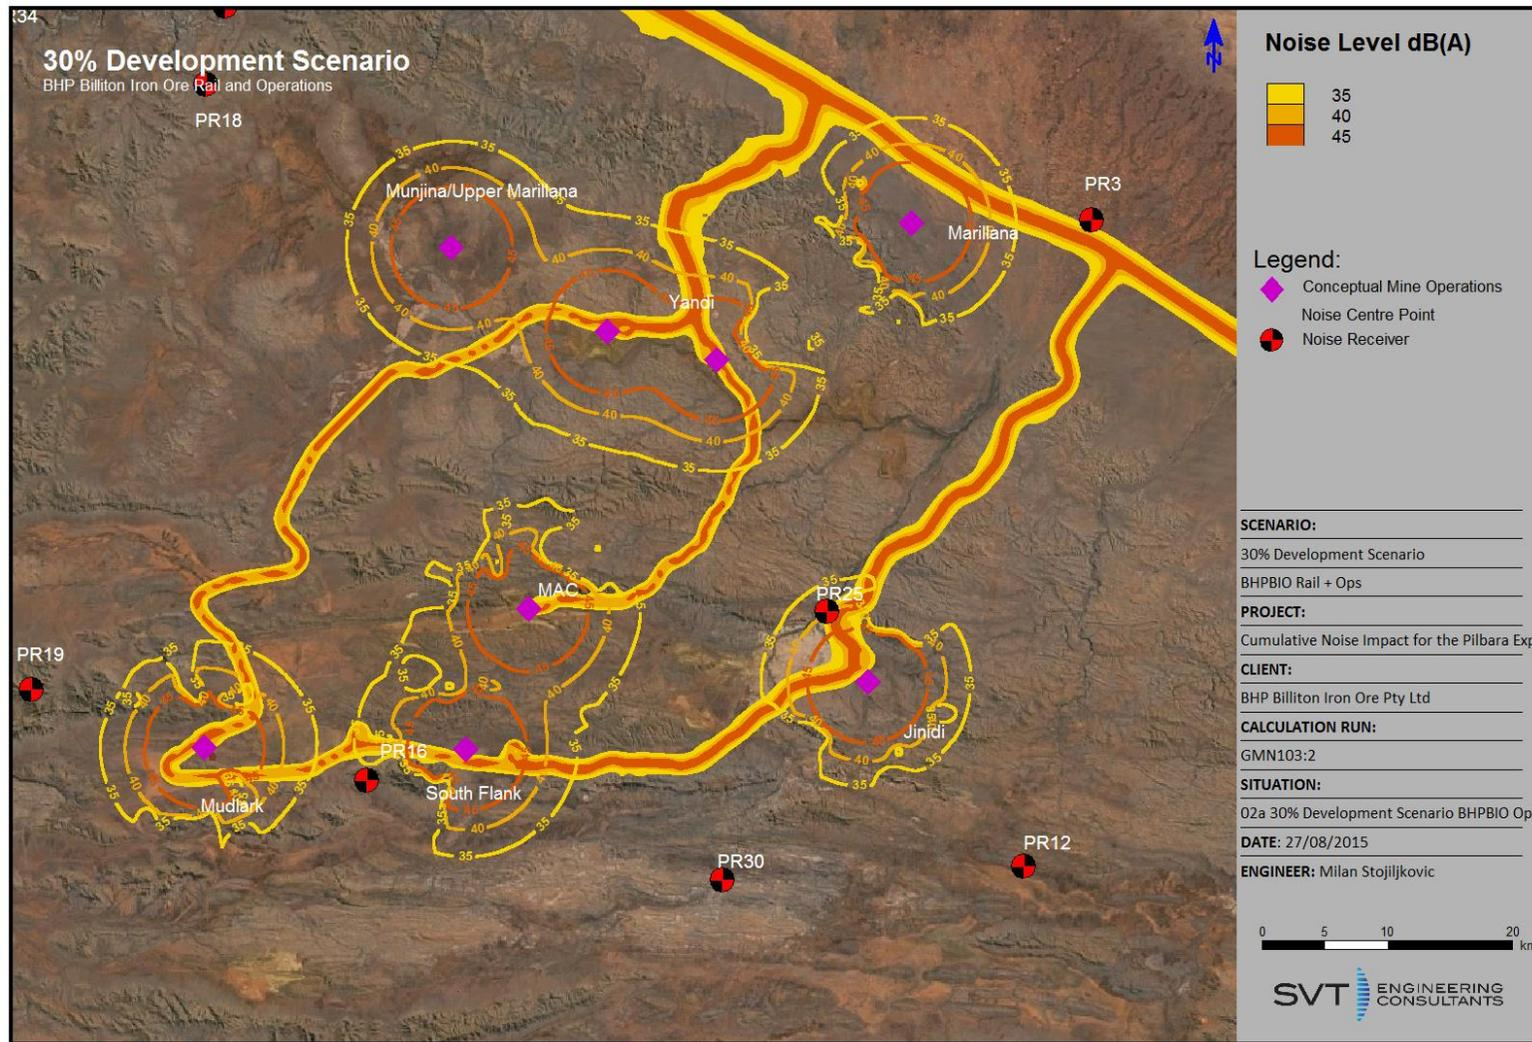 :34
30% Development Scenario
BHP Billiton Iron Ore Rail and Operations
PR18
Munjina/Upper Marillana
PR3
Marillana
Yandi
MAC
PR25
PR19
PR16
Jinidi
South Flank
Mudlark
PR30
PR12
N
Noise Level dB(A)
35
40
45
Legend:
Conceptual Mine Operations
Noise Centre Point
Noise Receiver
SCENARIO:
30% Development Scenario
BHPBIO Rail + Ops
PROJECT:
Cumulative Noise Impact for the Pilbara Exp
CLIENT:
BHP Billiton Iron Ore Pty Ltd
CALCULATION RUN:
GMN103:2
SITUATION:
02a 30% Development Scenario BHPBIO Op
DATE: 27/08/2015
ENGINEER: Milan Stojiljkovic
0 5 10 20
km
SVT ENGINEERING
CONSULTANTS